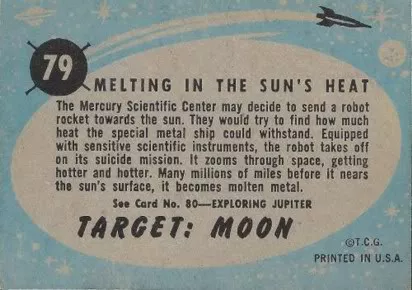 79
MELTING IN THE SUN'S HEAT
The Mercury Scientific Center may decide to send a robot
rocket towards the sun. They would try to find how much
heat the special metal ship could withstand. Equipped
with sensitive scientific instruments, the robot takes off
on its suicide mission. It zooms through space, getting
hotter and hotter. Many millions of miles before it nears
the sun's surface, it becomes molten metal.
See Card No. 80—EXPLORING JUPITER
TARGET: MOON
©T.C.G.
PRINTED IN U.S.A.